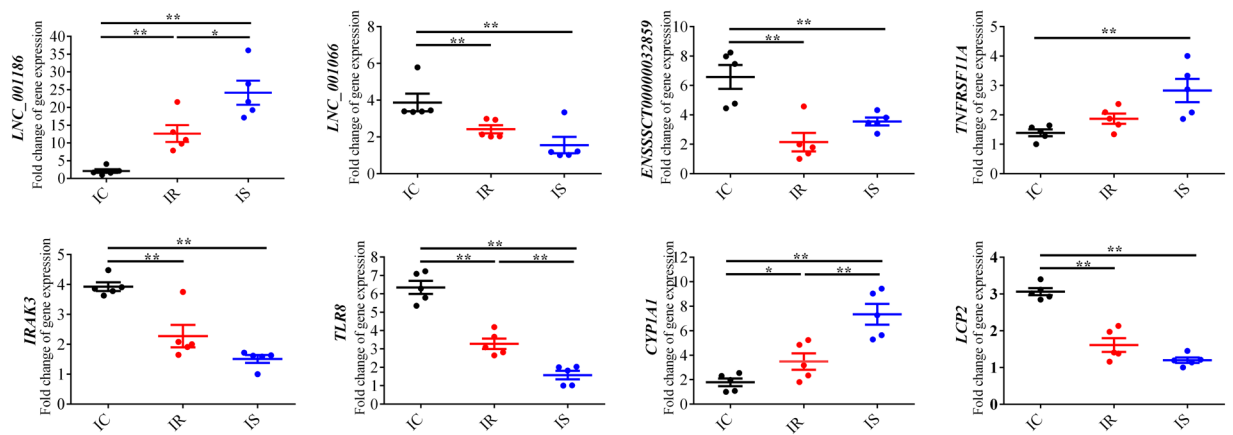 LNC_001186
Fold change of gene expression
**
**
*
40
35
30
25
20
15
10
5
0
IC
IR
IS
LNC_001066
Fold change of gene expression
**
**
8
6
4
2
0
IC
IR
IS
ENSSSCT00000032859
Fold change of gene expression
**
**
10
8
6
4
2
0
IC
IR
IS
TNFRSF11A
Fold change of gene expression
**
5
4
3
2
1
0
IC
IR
IS
IRAK3
Fold change of gene expression
**
**
5
4
3
2
1
0
IC
IR
IS
TLR8
Fold change of gene expression
**
**
**
8
7
6
5
4
3
2
1
0
IC
IR
IS
CYP1A1
Fold change of gene expression
**
*
**
12
10
8
6
4
2
0
IC
IR
IS
LCP2
Fold change of gene expression
**
**
4
3
2
1
0
IC
IR
IS